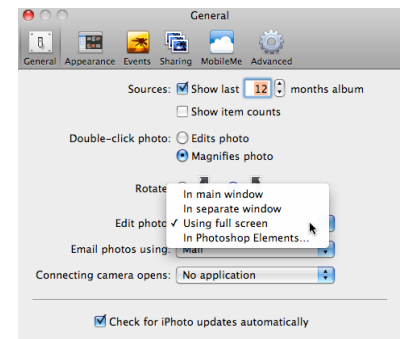 General
General Appearance Events Sharing MobileMe Advanced
Sources: Show last 12 months album
Show item counts
Double-click photo: Edits photo
Magnifies photo
Rotate
In main window
In separate window
Edit photo ✓ Using full screen
In Photoshop Elements...
Email photos using: Mail
Connecting camera opens: No application
Check for iPhoto updates automatically